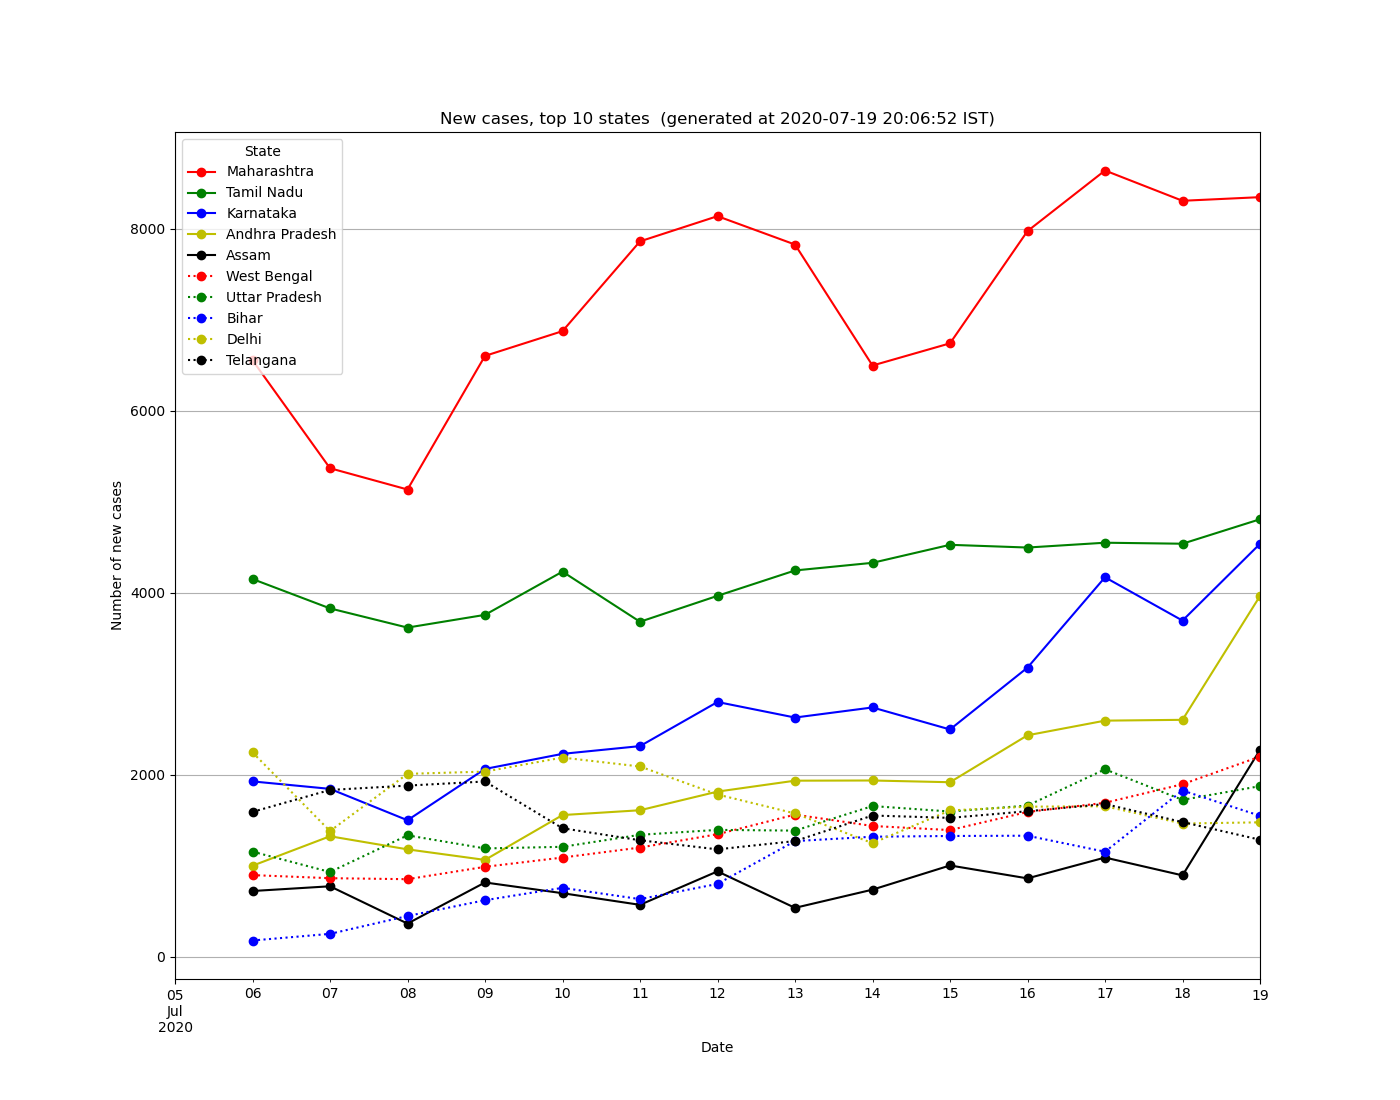 New cases, top 10 states  (generated at 2020-07-19 20:06:52 IST)
State
Maharashtra
Tamil Nadu
Karnataka
Andhra Pradesh
Assam
West Bengal
Uttar Pradesh
Bihar
Delhi
Telangana
8000
6000
4000
2000
0
Number of new cases
05 06 07 08 09 10 11 12 13 14 15 16 17 18 19
Jul
2020
Date